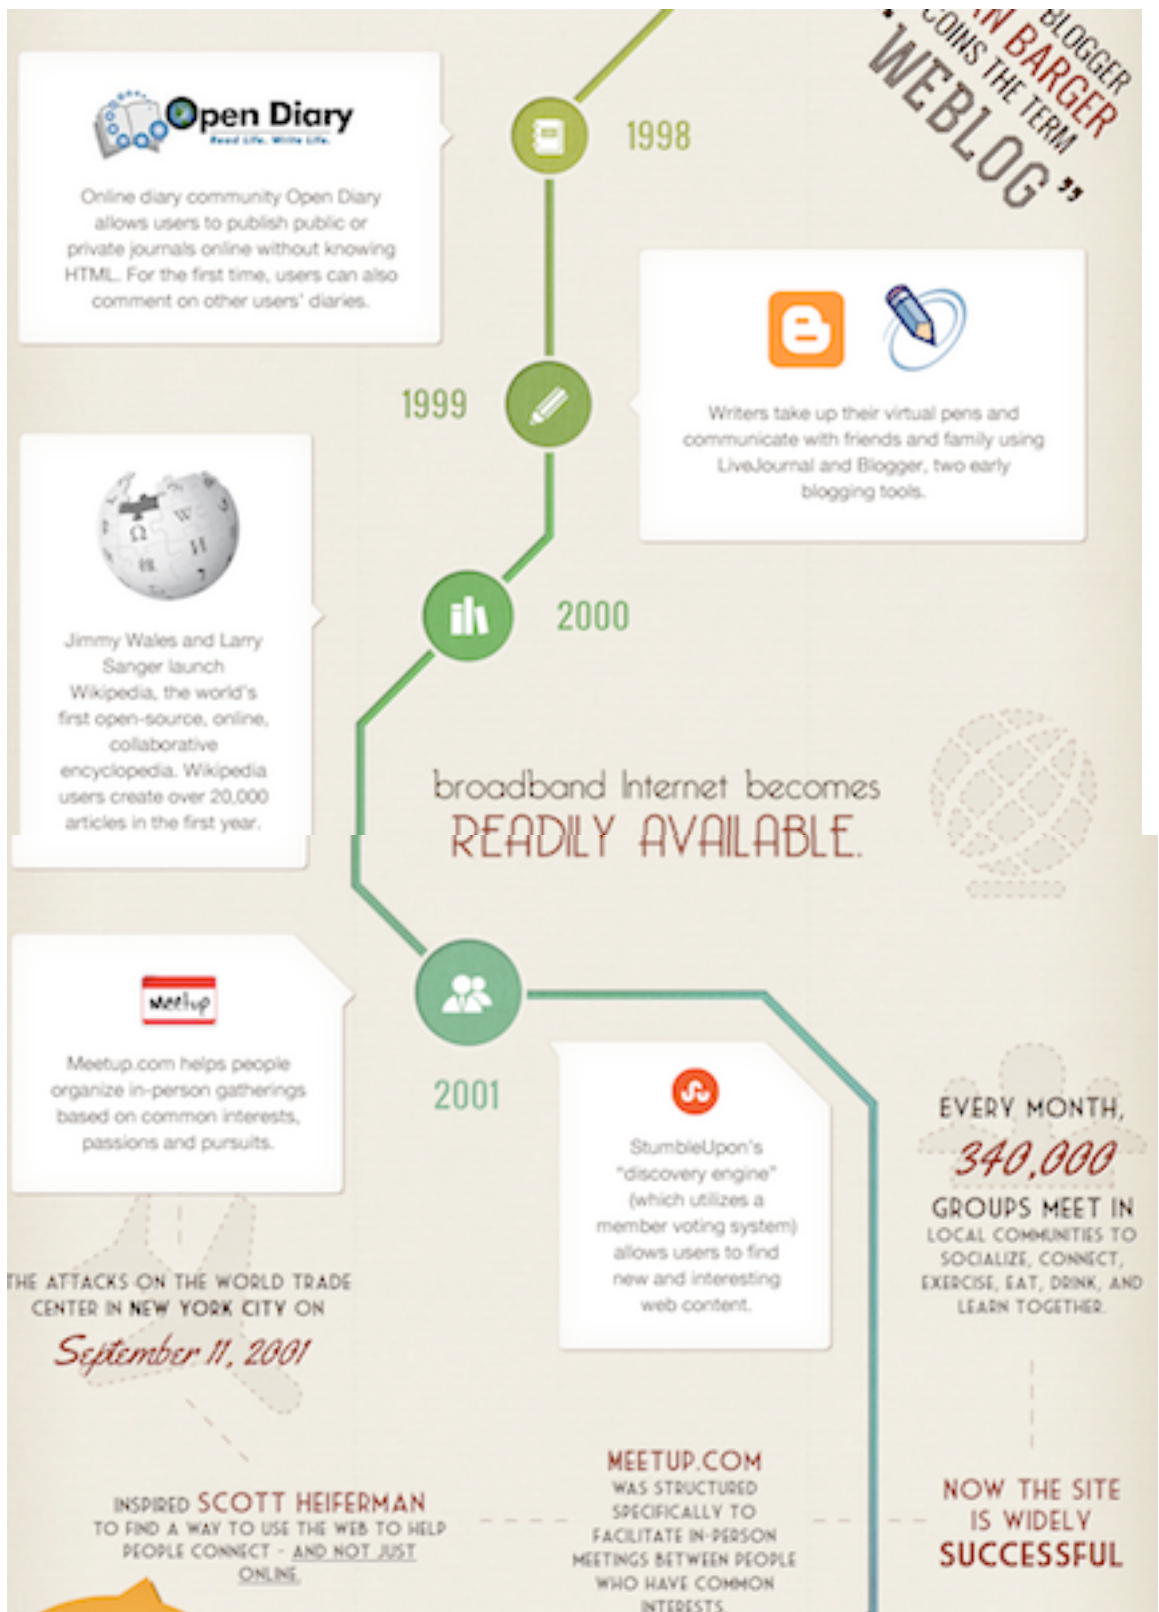 BLOGGER
BARGER
COINS THE TERM
"WEBLOG"
Open Diary
Read Life. Write Life.
1998
Online diary community Open Diary
allows users to publish public or
private journals online without knowing
HTML. For the first time, users can also
comment on other users' diaries.
1999
Writers take up their virtual pens and
communicate with friends and family using
LiveJournal and Blogger, two early
blogging tools.
2000
Jimmy Wales and Larry
Sanger launch
Wikipedia, the world's
first open-source, online,
collaborative
encyclopedia. Wikipedia
users create over 20,000
articles in the first year.
broadband Internet becomes
READILY AVAILABLE.
Meetup
Meetup.com helps people
organize in-person gatherings
based on common interests,
passions and pursuits.
2001
StumbleUpon's
"discovery engine"
(which utilizes a
member voting system)
allows users to find
new and interesting
web content.
EVERY MONTH,
340,000
GROUPS MEET IN
LOCAL COMMUNITIES TO
SOCIALIZE, CONNECT,
EXERCISE, EAT, DRINK, AND
LEARN TOGETHER.
THE ATTACKS ON THE WORLD TRADE
CENTER IN NEW YORK CITY ON
September 11, 2001
INSPIRED SCOTT HEIFERMAN
TO FIND A WAY TO USE THE WEB TO HELP
PEOPLE CONNECT - AND NOT JUST
ONLINE.
MEETUP.COM
WAS STRUCTURED
SPECIFICALLY TO
FACILITATE IN-PERSON
MEETINGS BETWEEN PEOPLE
WHO HAVE COMMON
INTERESTS.
NOW THE SITE
IS WIDELY
SUCCESSFUL